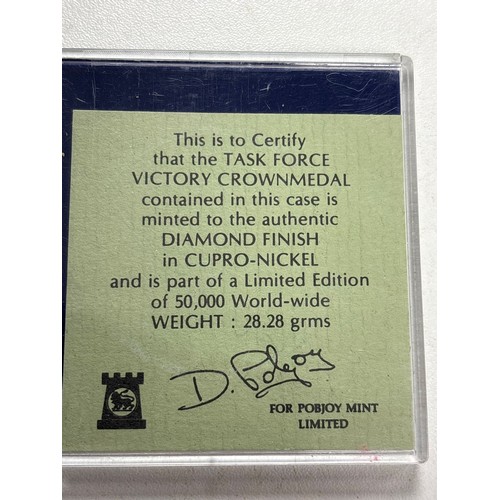 This is to Certify
that the TASK FORCE
VICTORY CROWNMEDAL
contained in this case is
minted to the authentic
DIAMOND FINISH
in CUPRO-NICKEL
and is part of a Limited Edition
of 50,000 World-wide
WEIGHT : 28.28 grms
D. Pobjoy
FOR POBJOY MINT
LIMITED